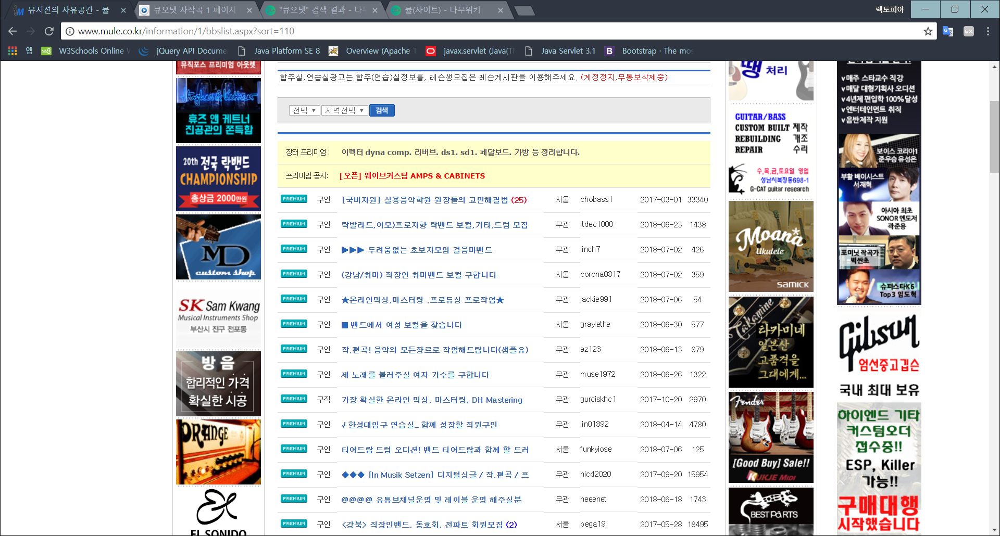 뮤지션의 자유공간 - 뮬
큐오넷 자작곡 1 페이지
"큐오넷" 검색 결과 - 나무
뮬(사이트) - 나무위키
렉토피아
www.mule.co.kr/information/1/bbslist.aspx?sort=110
앱
W3Schools Online
jQuery API Docume
Java Platform SE 8
Overview (Apache T
javax.servlet (Java(T
Java Servlet 3.1
Bootstrap · The mos
뮤직포스 프리미엄 아웃렛
Hughes & Kettner
휴즈 앤 케트너
진공관의 쫀득함
20th 전국 락밴드
CHAMPIONSHIP
총상금 2000만원
MD
custom shop
SK Sam Kwang
Musical Instruments Shop
부산시 진구 전포동
방 음
합리적인 가격
확실한 시공
ORANGE
EL SONIDO
합주실,연습실광고는 합주(연습)실정보를, 레슨생모집은 레슨게시판을 이용해주세요. (계정정지,무통보삭제중)
선택 ▼ 지역선택 ▼ 검색
장터 프리미엄 : 이펙터 dyna comp. 리버브. ds1. sd1. 페달보드. 가방 등 정리합니다.
프리미엄 공지: [오픈] 웨이브커스텀 AMPS & CABINETS
PREMIUM 구인 [국비지원] 실용음악학원 원장들의 고민해결법 (25) 서울 chobass1 2017-03-01 33340
PREMIUM 구인 락발라드,이모)프로지향 락밴드 보컬,기타,드럼 모집 무관 ltdec1000 2018-06-23 1438
PREMIUM 구인 ▶▶▶ 두려움없는 초보자모임 걸음마밴드 무관 linch7 2018-07-02 426
PREMIUM 구인 (강남/취미) 직장인 취미밴드 보컬 구합니다 서울 corona0817 2018-07-02 359
PREMIUM 구인 ★온라인믹싱,마스터링 .프로듀싱 프로작업★ 무관 jackie991 2018-07-06 54
PREMIUM 구인 ■ 밴드에서 여성 보컬을 찾습니다 서울 graylethe 2018-06-30 577
PREMIUM 구인 작.편곡! 음악의 모든쟝르로 작업해드립니다(샘플유) 무관 az123 2018-06-13 879
PREMIUM 구인 제 노래를 불러주실 여자 가수를 구합니다 무관 muse1972 2018-06-26 1322
PREMIUM 구직 가장 확실한 온라인 믹싱, 마스터링, DH Mastering 무관 gurciskhc1 2017-10-20 2970
PREMIUM 구인 √ 한성대입구 연습실_ 함께 성장할 직원구인 무관 jin01892 2018-04-14 4780
PREMIUM 구인 티어드랍 드럼 오디션! 밴드 티어드랍과 함께 할 드러 서울 funkyjose 2018-07-06 125
PREMIUM 구인 ◆◆◆ [In Musik Setzen] 디지털싱글 / 작.편곡 / 프 무관 hicd2020 2017-09-20 15954
PREMIUM 구인 @@@@ 유튜브채널운영 및 레이블 운영 해주실분 무관 heeenet 2018-06-18 1743
PREMIUM 구인 <강북> 직장인밴드, 동호회, 전파트 회원모집 (2) 서울 pega19 2017-05-28 18495
땡 처리
GUITAR/BASS
CUSTOM BUILT 제작
REBUILDING 개조
REPAIR 수리
수,목,금,토요일 영업
성남시복정동698-1
G-CAT guitar research
Moana
Ukulele
SAMICK
Takamine
타카미네
일본산
고품격을
그대에게...
Fender
[Good Buy] Sale!!
KUKJE MIDI
BEST PARTS
v매주 스타교수 직강
v매달 대형기획사 오디션
v4년제 편입학 100% 달성
v엔터테인먼트 취직
v음반제작 지원
보이스 코리아1
준우승 유성은
부활 베이시스트
서재혁
아시아 최초
SONOR 엔도저
곽준용
포미닛 작곡가
빅싼초
슈퍼스타K6
Top3 임도혁
Gibson
엄선중고깁슨
국내 최대 보유
하이엔드 기타
커스텀오더
접수중!!
ESP, Killer
가능!!
구매대행
시작했습니다